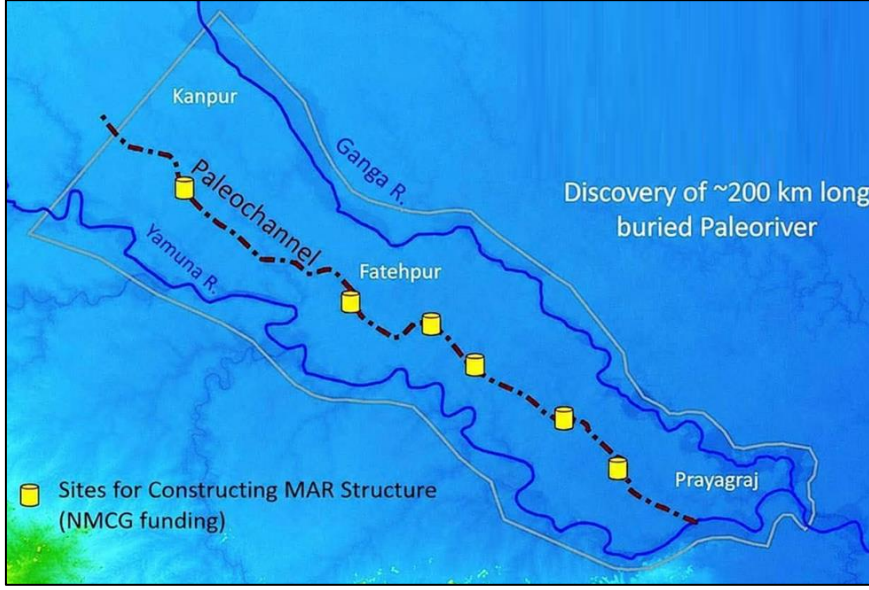 Kanpur
Ganga R.
Paleochannel
Discovery of ~200 km long
buried Paleoriver
Yamuna R.
Fatehpur
Prayagraj
Sites for Constructing MAR Structure
(NMCG funding)